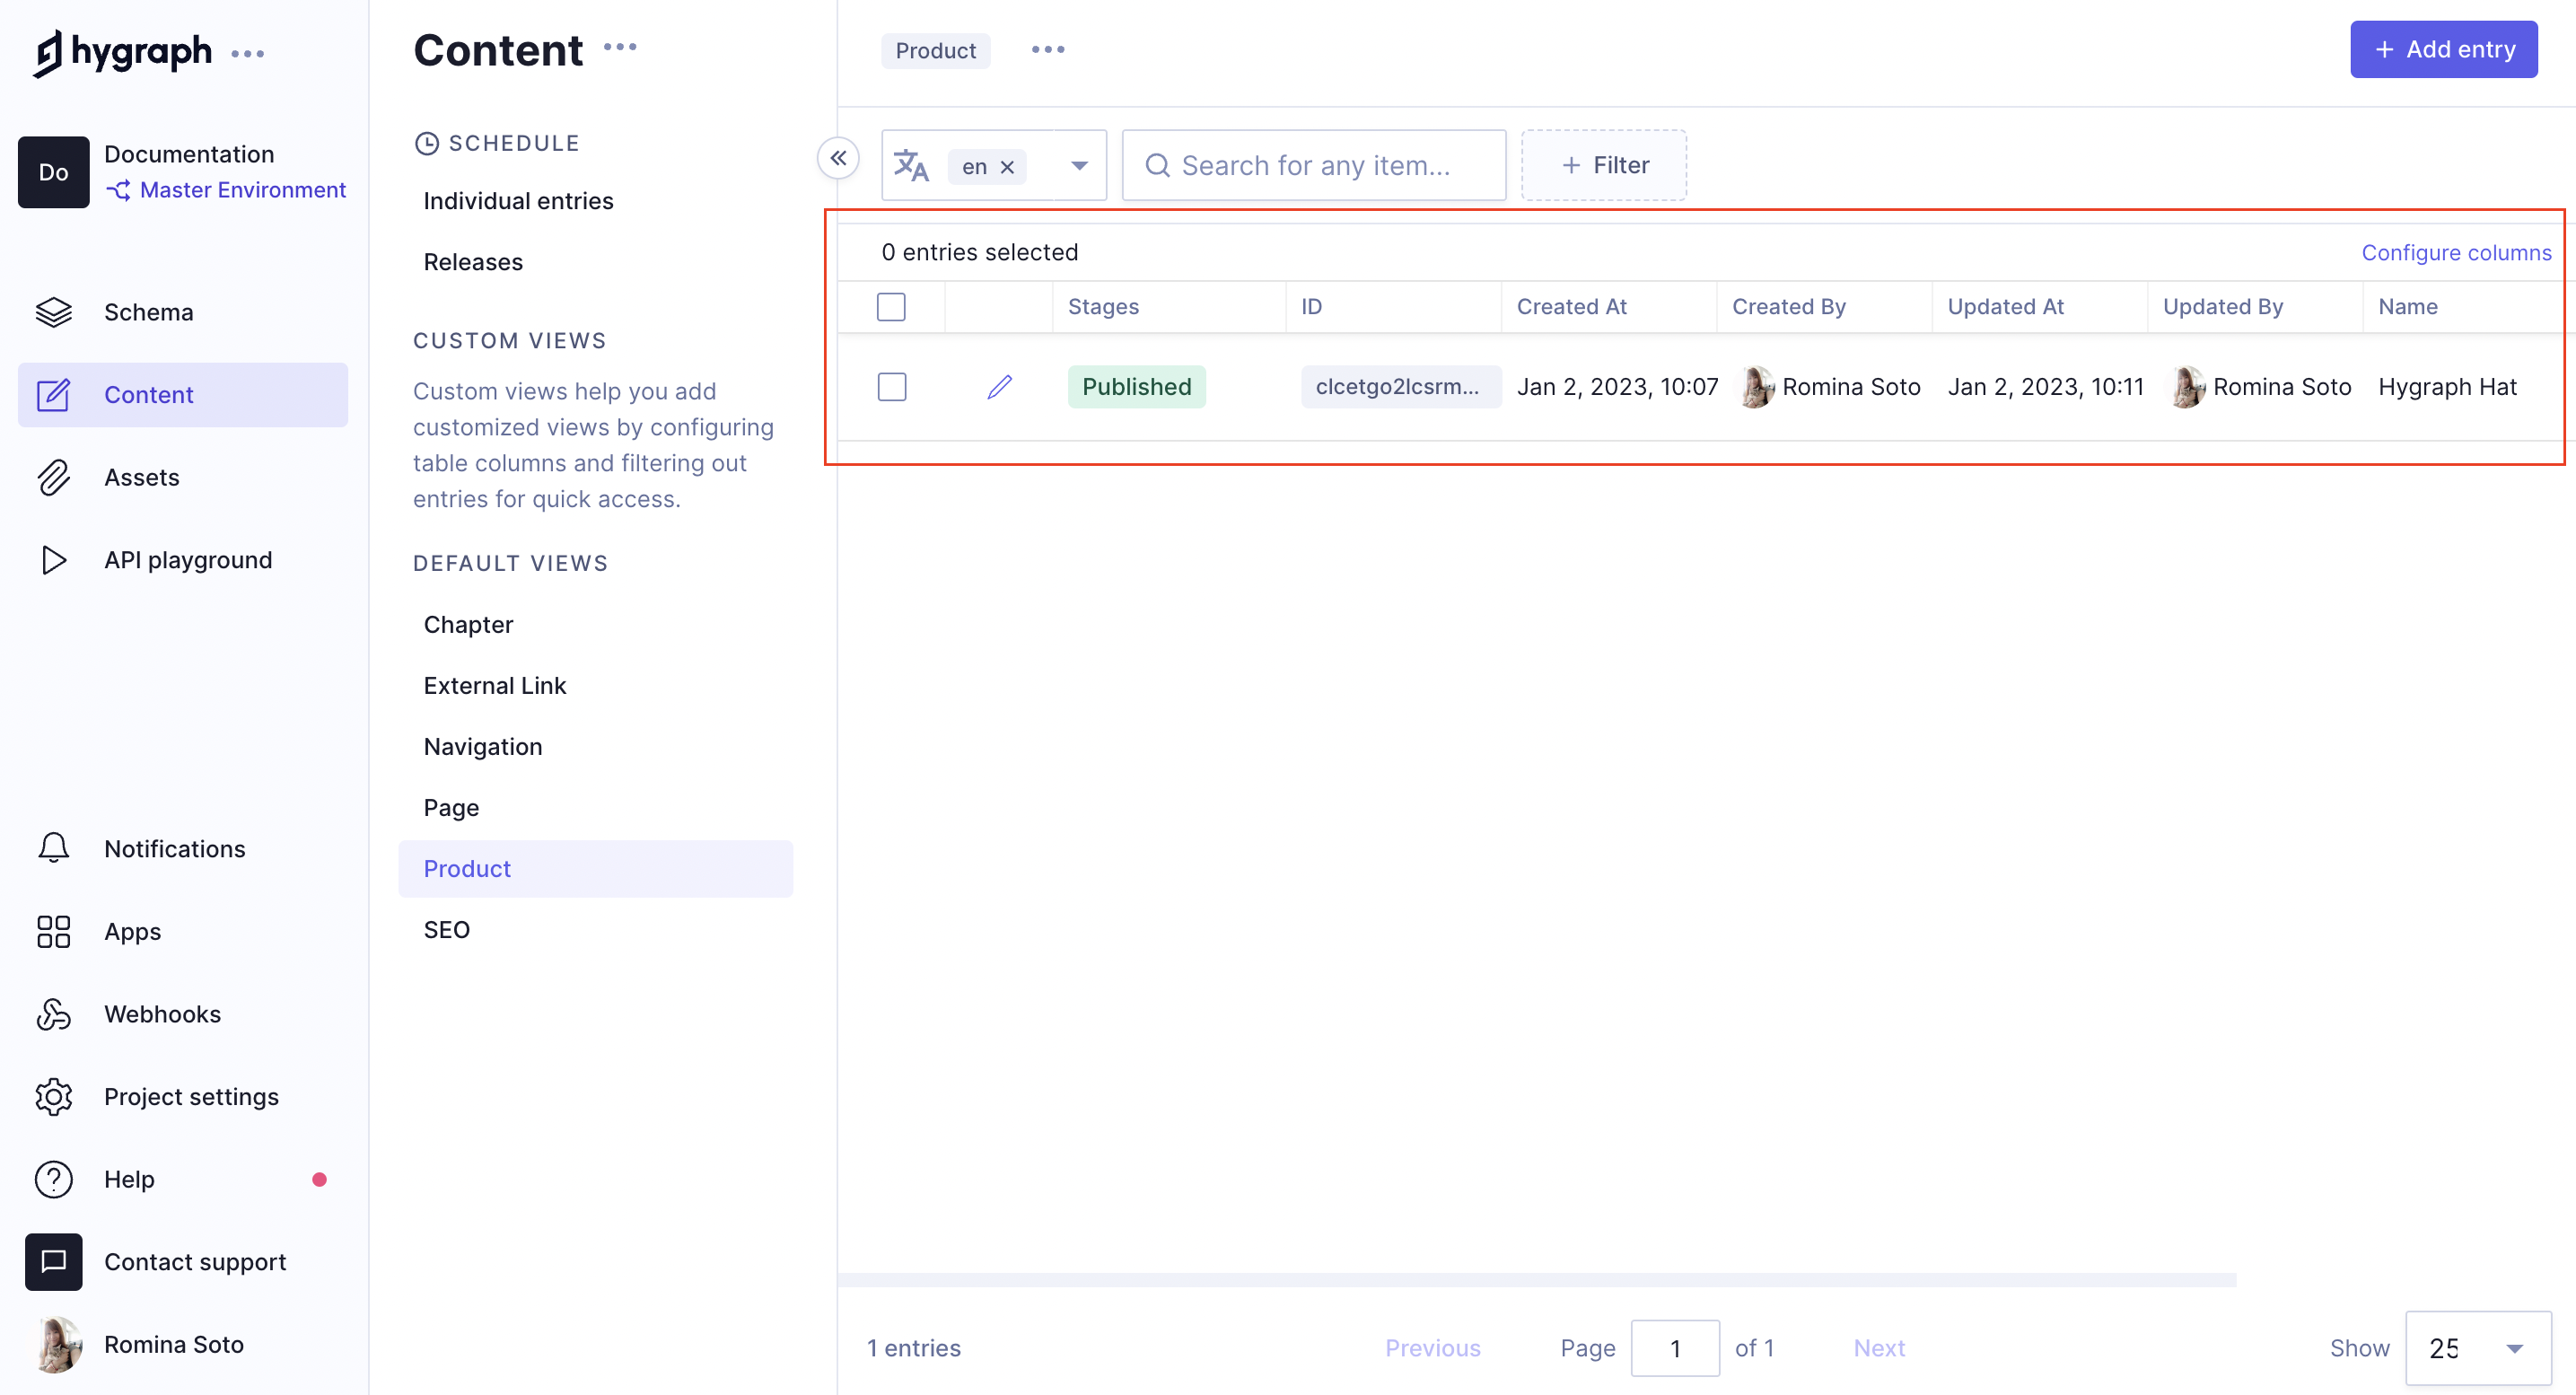 hygraph
Do
Documentation
Master Environment
Schema
Content
Assets
API playground
Notifications
Apps
Webhooks
Project settings
Help
Contact support
Romina Soto
Content
SCHEDULE
Individual entries
Releases
CUSTOM VIEWS
Custom views help you add
customized views by configuring
table columns and filtering out
entries for quick access.
DEFAULT VIEWS
Chapter
External Link
Navigation
Page
Product
SEO
Product
+ Add entry
en
Search for any item...
+ Filter
0 entries selected
Configure columns
Stages ID Created At Created By Updated At Updated By Name
Published clcetgo2lcsrm... Jan 2, 2023, 10:07 Romina Soto Jan 2, 2023, 10:11 Romina Soto Hygraph Hat
1 entries
Previous
Page 1 of 1
Next
Show 25